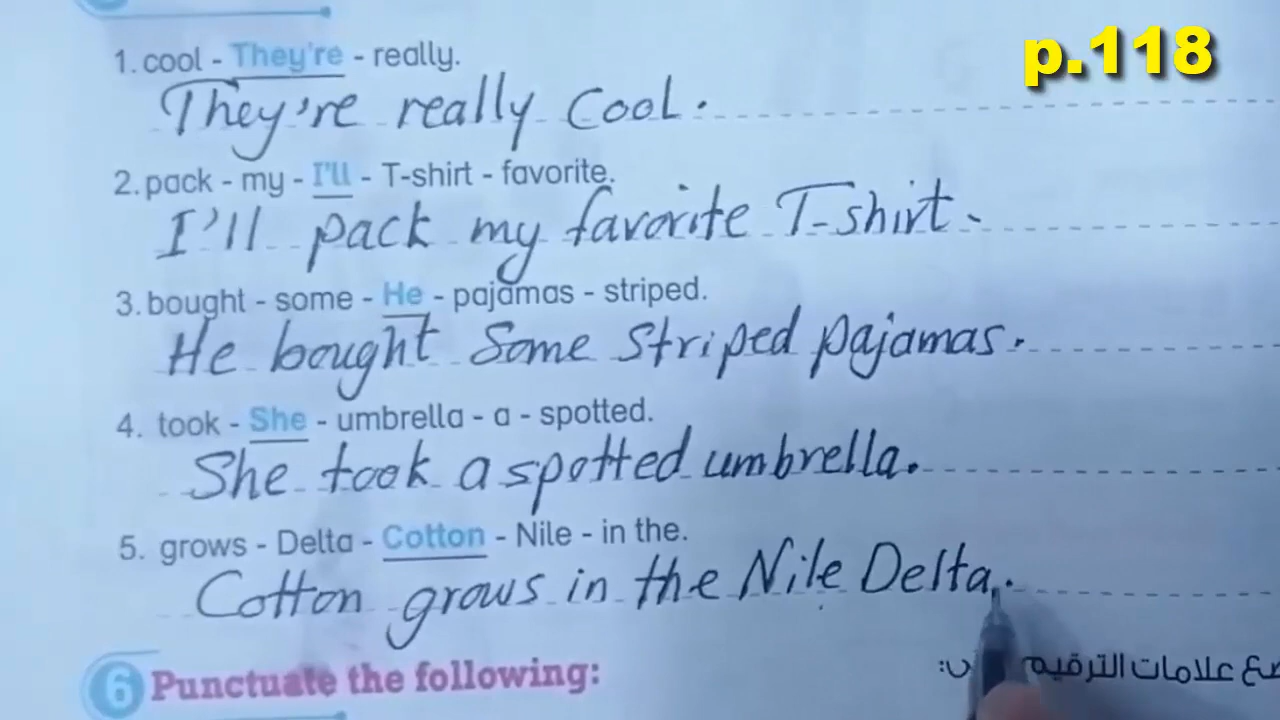 p.118
1. cool - They're - really.
They're really cool.
2. pack - my - I'll - T-shirt - favorite.
I'll pack my favorite T-shirt.
3. bought - some - He - pajamas - striped.
He bought some striped pajamas.
4. took - She - umbrella - a - spotted.
She took a spotted umbrella.
5. grows - Delta - Cotton - Nile - in the.
Cotton grows in the Nile Delta.
6 Punctuate the following:
علامات الترقيم